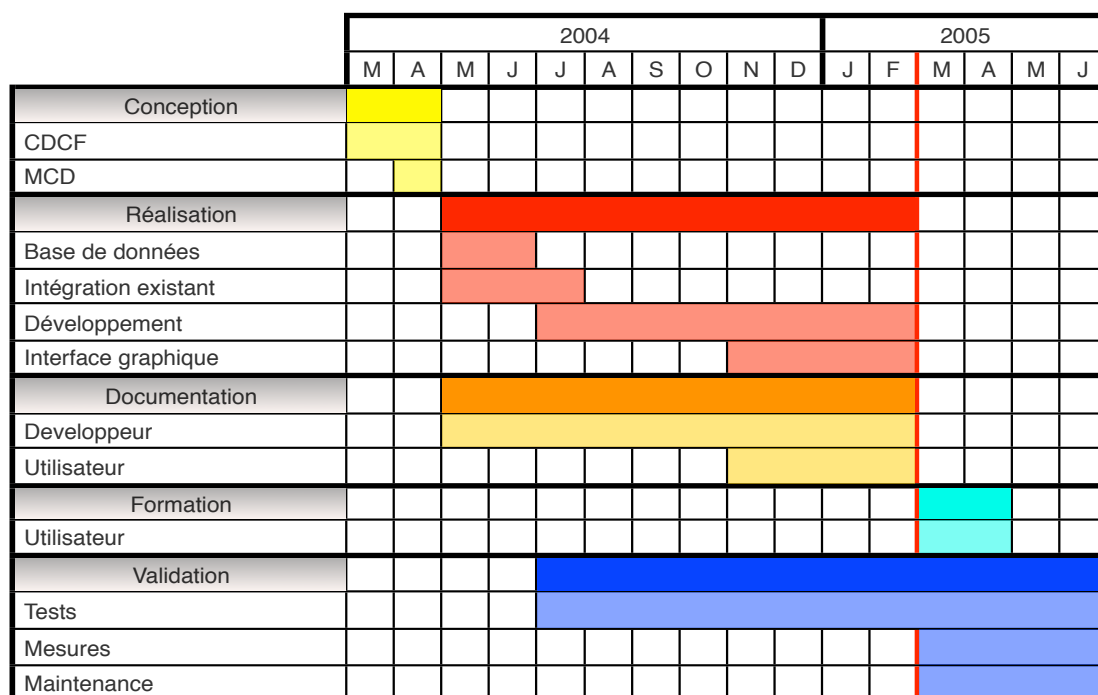 2004 2005
M A M J J A S O N D J F M A M J
Conception
CDCF
MCD
Réalisation
Base de données
Intégration existant
Développement
Interface graphique
Documentation
Developpeur
Utilisateur
Formation
Utilisateur
Validation
Tests
Mesures
Maintenance